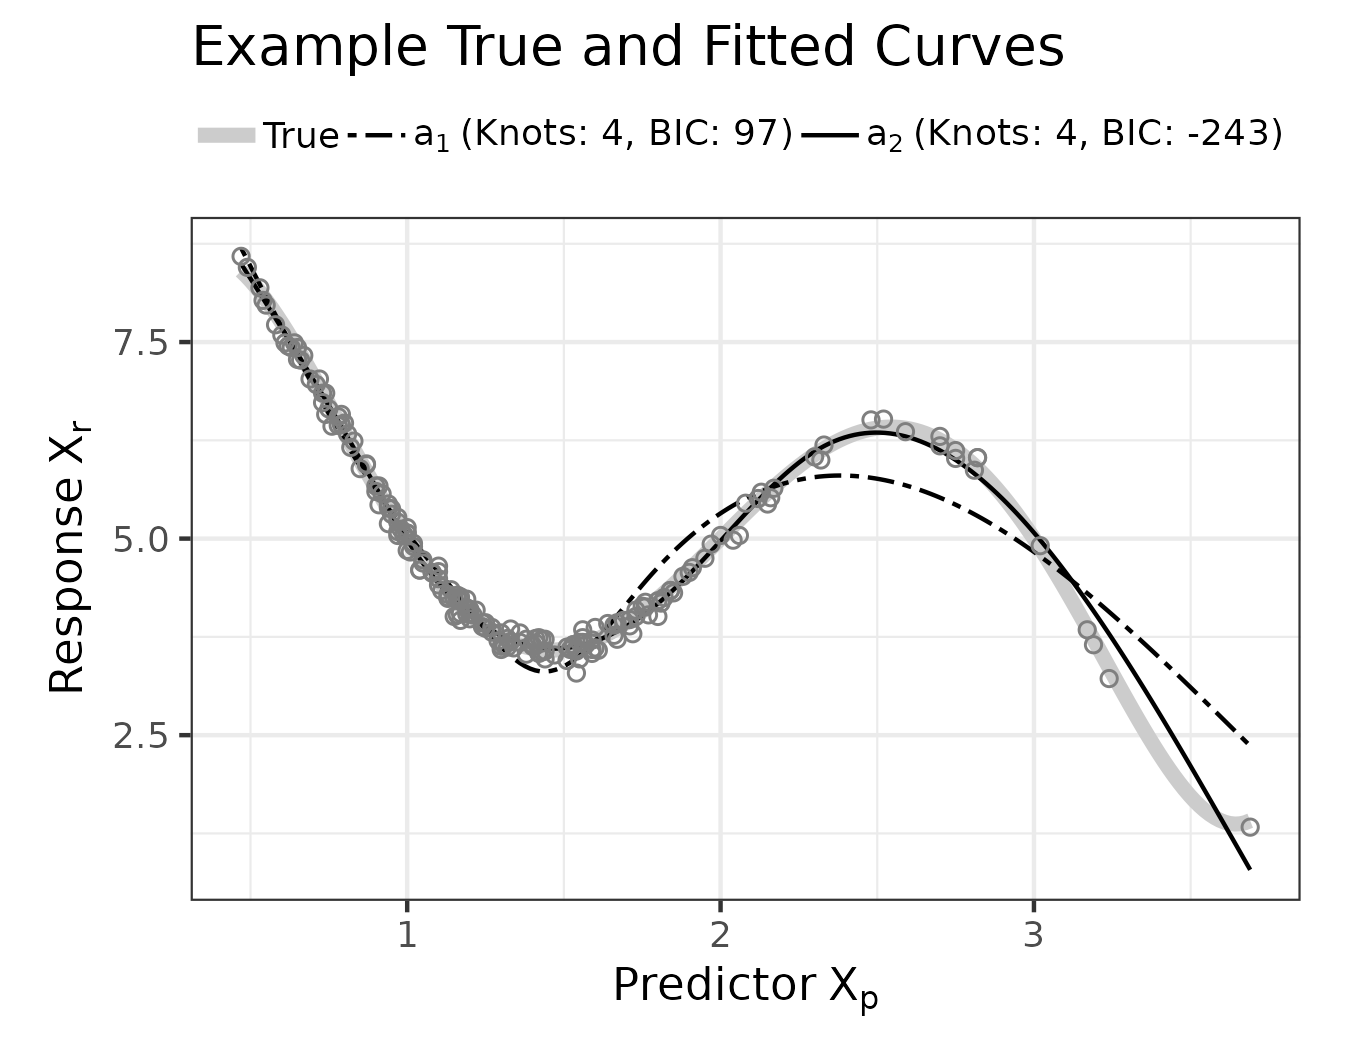 Example True and Fitted Curves
True a₁ (Knots: 4, BIC: 97) a₂ (Knots: 4, BIC: -243)
7.5
5.0
2.5
Response Xᵣ
1 2 3
Predictor Xₚ